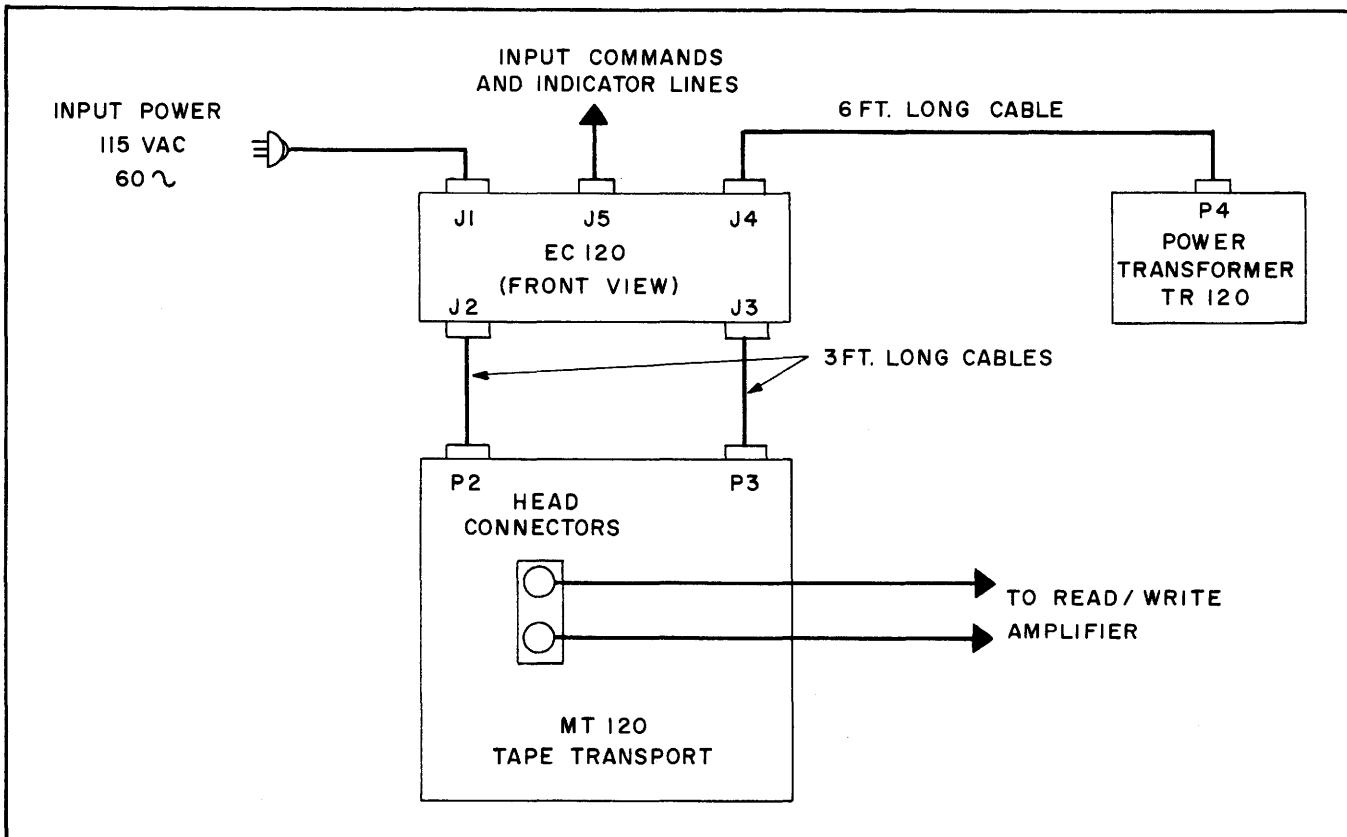 INPUT COMMANDS
AND INDICATOR LINES
INPUT POWER
115 VAC
60 ∿
6 FT. LONG CABLE
J1
J5
J4
EC 120
(FRONT VIEW)
J2
J3
P4
POWER
TRANSFORMER
TR 120
3 FT. LONG CABLES
P2
P3
HEAD
CONNECTORS
TO READ/WRITE
AMPLIFIER
MT 120
TAPE TRANSPORT